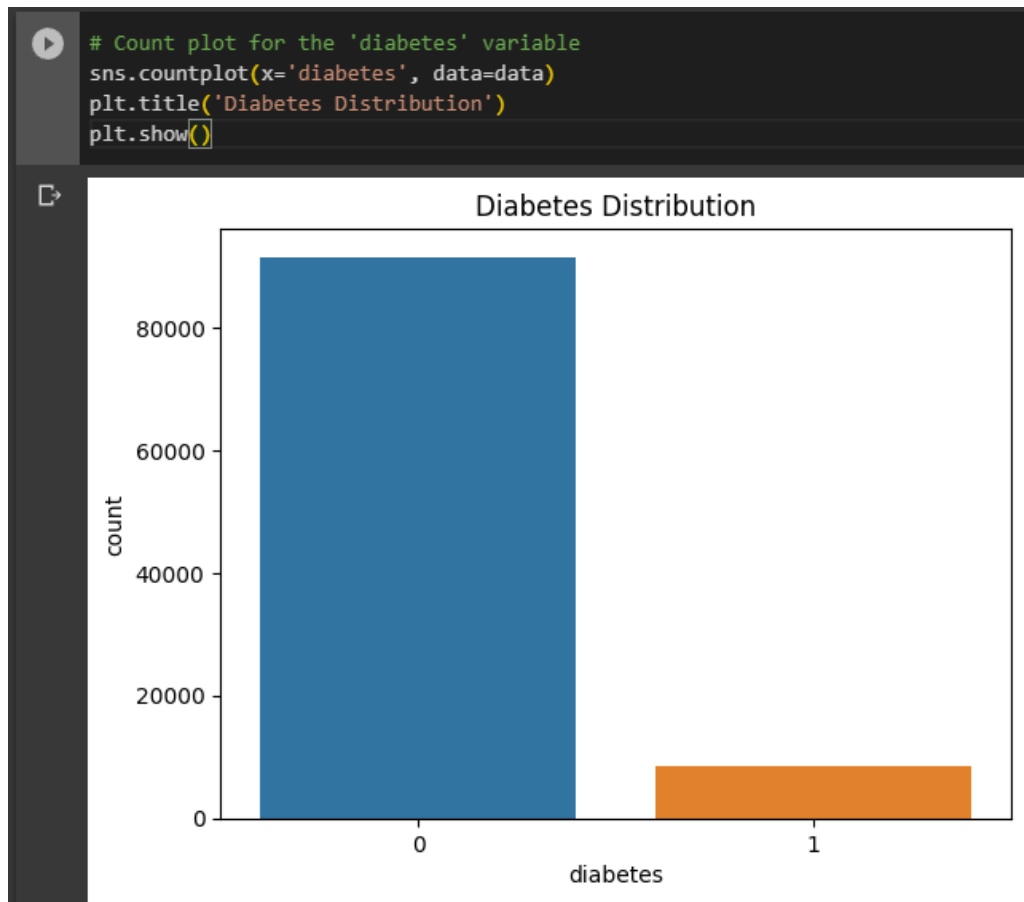 # Count plot for the 'diabetes' variable
sns.countplot(x='diabetes', data=data)
plt.title('Diabetes Distribution')
plt.show()
Diabetes Distribution
80000
60000
40000
20000
0
count
0 1
diabetes